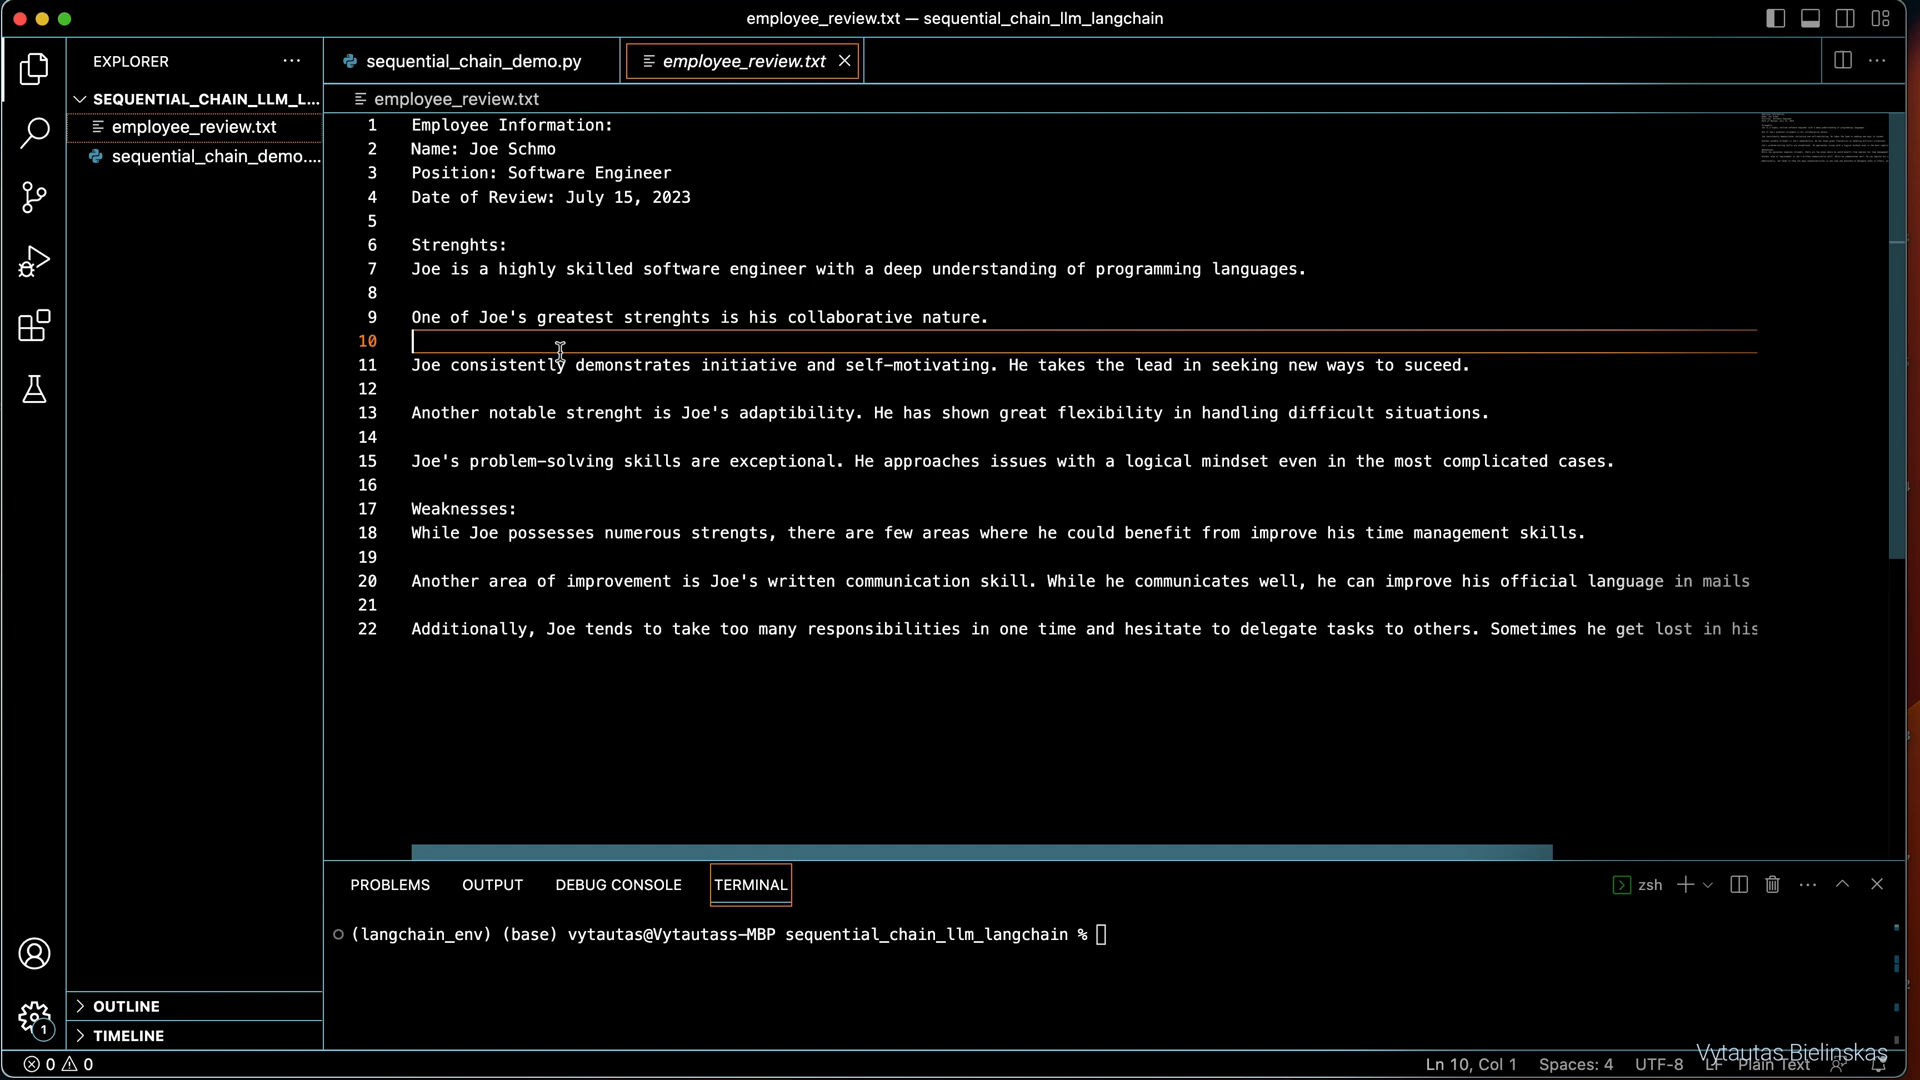 employee_review.txt — sequential_chain_llm_langchain
EXPLORER
SEQUENTIAL_CHAIN_LLM_L...
employee_review.txt
sequential_chain_demo....
sequential_chain_demo.py
employee_review.txt
employee_review.txt
1 Employee Information:
2 Name: Joe Schmo
3 Position: Software Engineer
4 Date of Review: July 15, 2023
5
6 Strenghts:
7 Joe is a highly skilled software engineer with a deep understanding of programming languages.
8
9 One of Joe's greatest strenghts is his collaborative nature.
10
11 Joe consistently demonstrates initiative and self-motivating. He takes the lead in seeking new ways to suceed.
12
13 Another notable strenght is Joe's adaptibility. He has shown great flexibility in handling difficult situations.
14
15 Joe's problem-solving skills are exceptional. He approaches issues with a logical mindset even in the most complicated cases.
16
17 Weaknesses:
18 While Joe possesses numerous strengts, there are few areas where he could benefit from improve his time management skills.
19
20 Another area of improvement is Joe's written communication skill. While he communicates well, he can improve his official language in mails
21
22 Additionally, Joe tends to take too many responsibilities in one time and hesitate to delegate tasks to others. Sometimes he get lost in his
PROBLEMS OUTPUT DEBUG CONSOLE TERMINAL
zsh
(langchain_env) (base) vytautas@Vytautass-MBP sequential_chain_llm_langchain %
OUTLINE
TIMELINE
1
0 0
Ln 10, Col 1 Spaces: 4 UTF-8 LF Plain Text
Vytautas Bielinskas